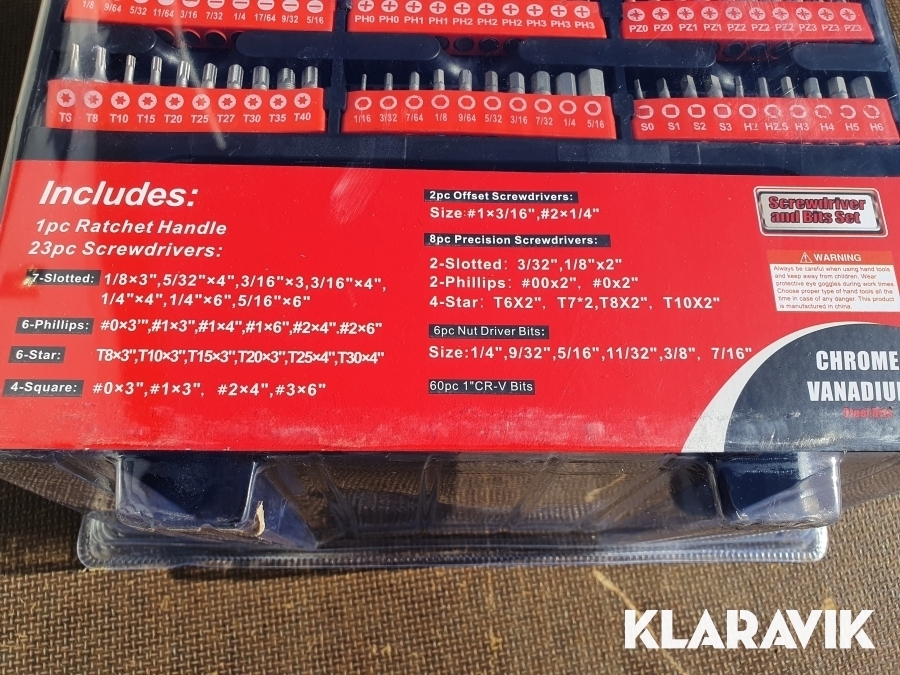 1/8 9/64 5/32 11/64 3/16 7/32 1/4 17/64 9/32 5/16
PH0 PH0 PH1 PH1 PH2 PH2 PH2 PH3 PH3 PH3
PZ0 PZ0 PZ1 PZ1 PZ2 PZ2 PZ2 PZ2 PZ3 PZ3
T6 T8 T10 T15 T20 T25 T27 T30 T35 T40
1/16 3/32 7/64 1/8 9/64 5/32 3/16 7/32 1/4 5/16
S0 S1 S2 S3 H2 H2.5 H3 H4 H5 H6
Includes:
1pc Ratchet Handle
23pc Screwdrivers:
7-Slotted: 1/8×3",5/32"×4",3/16"×3,3/16"×4",
1/4"×4",1/4"×6",5/16"×6"
6-Phillips: #0×3"',#1×3",#1×4",#1×6",#2×4",#2×6"
6-Star: T8×3",T10×3",T15×3",T20×3",T25×4",T30×4"
4-Square: #0×3",#1×3", #2×4",#3×6"
2pc Offset Screwdrivers:
Size:#1×3/16",#2×1/4"
8pc Precision Screwdrivers:
2-Slotted: 3/32",1/8"x2"
2-Phillips: #00x2", #0x2"
4-Star: T6X2", T7*2,T8X2", T10X2"
6pc Nut Driver Bits:
Size:1/4",9/32",5/16",11/32",3/8", 7/16"
60pc 1"CR-V Bits
Screwdriver
and Bits Set
WARNING
Always be careful when using hand tools
and keep away from children. Wear
protective eye goggles during work times.
Choose proper type of hand tools all the
time in case of any danger. This product
is manufactured in china.
CHROME
VANADIU
Steel Bits
KLARAVIK